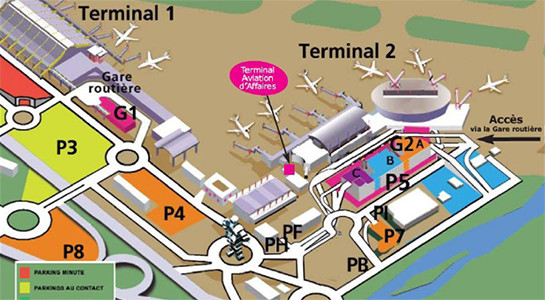 Terminal 1
Terminal 2
Terminal
Aviation
d'Affaires
Gare
routière
G1
Accès
via la Gare routière
G2
A
B
C
P3
P5
P4
PI
P7
PF
PH
PB
P8
PARKING MINUTE
PARKINGS AU CONTACT